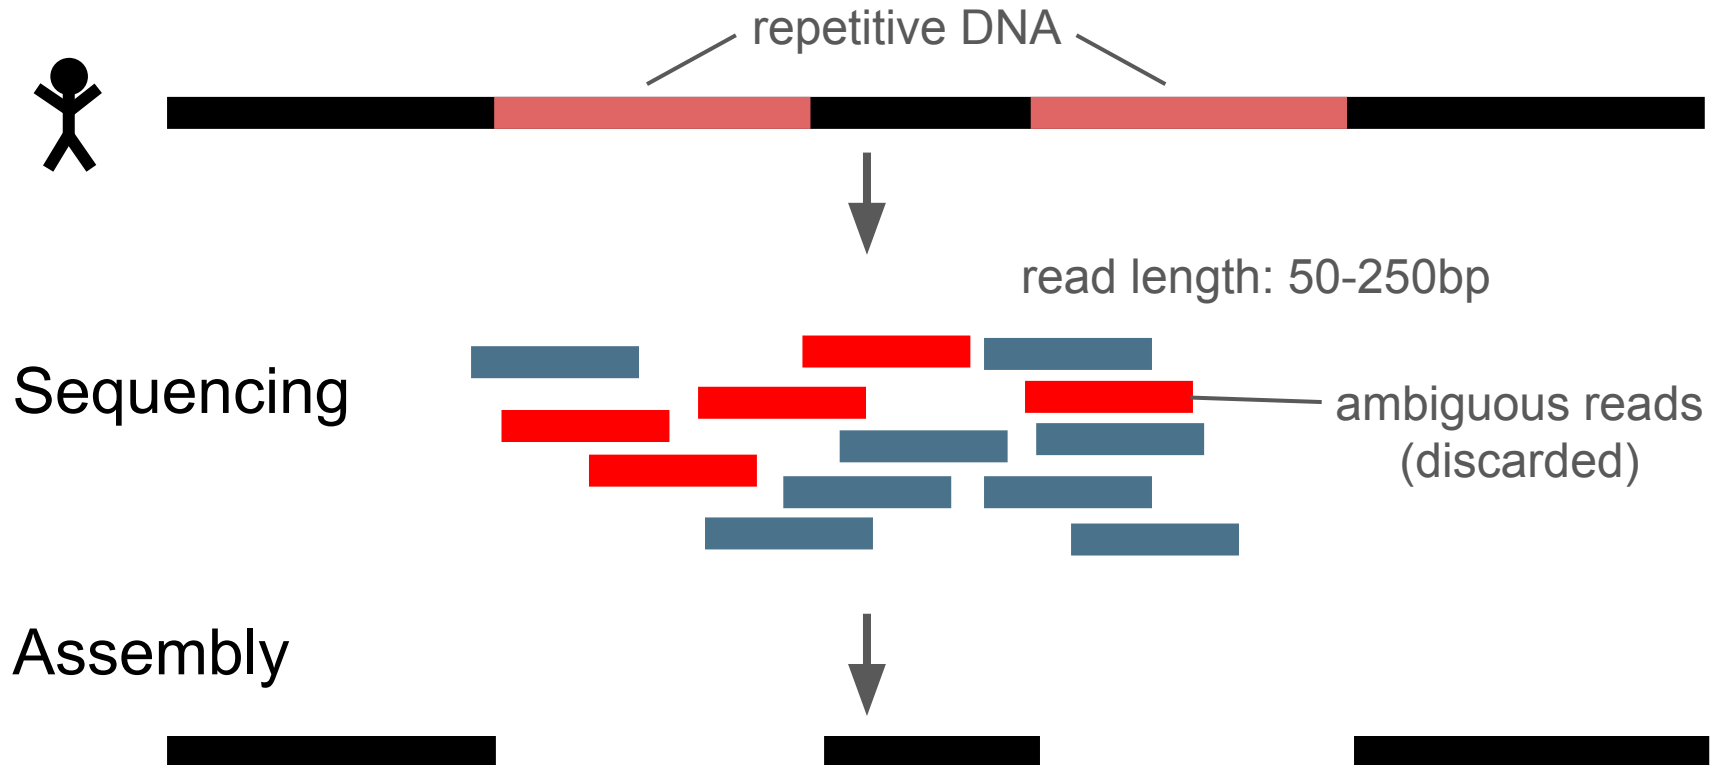 repetitive DNA
read length: 50-250bp
Sequencing
ambiguous reads
(discarded)
Assembly